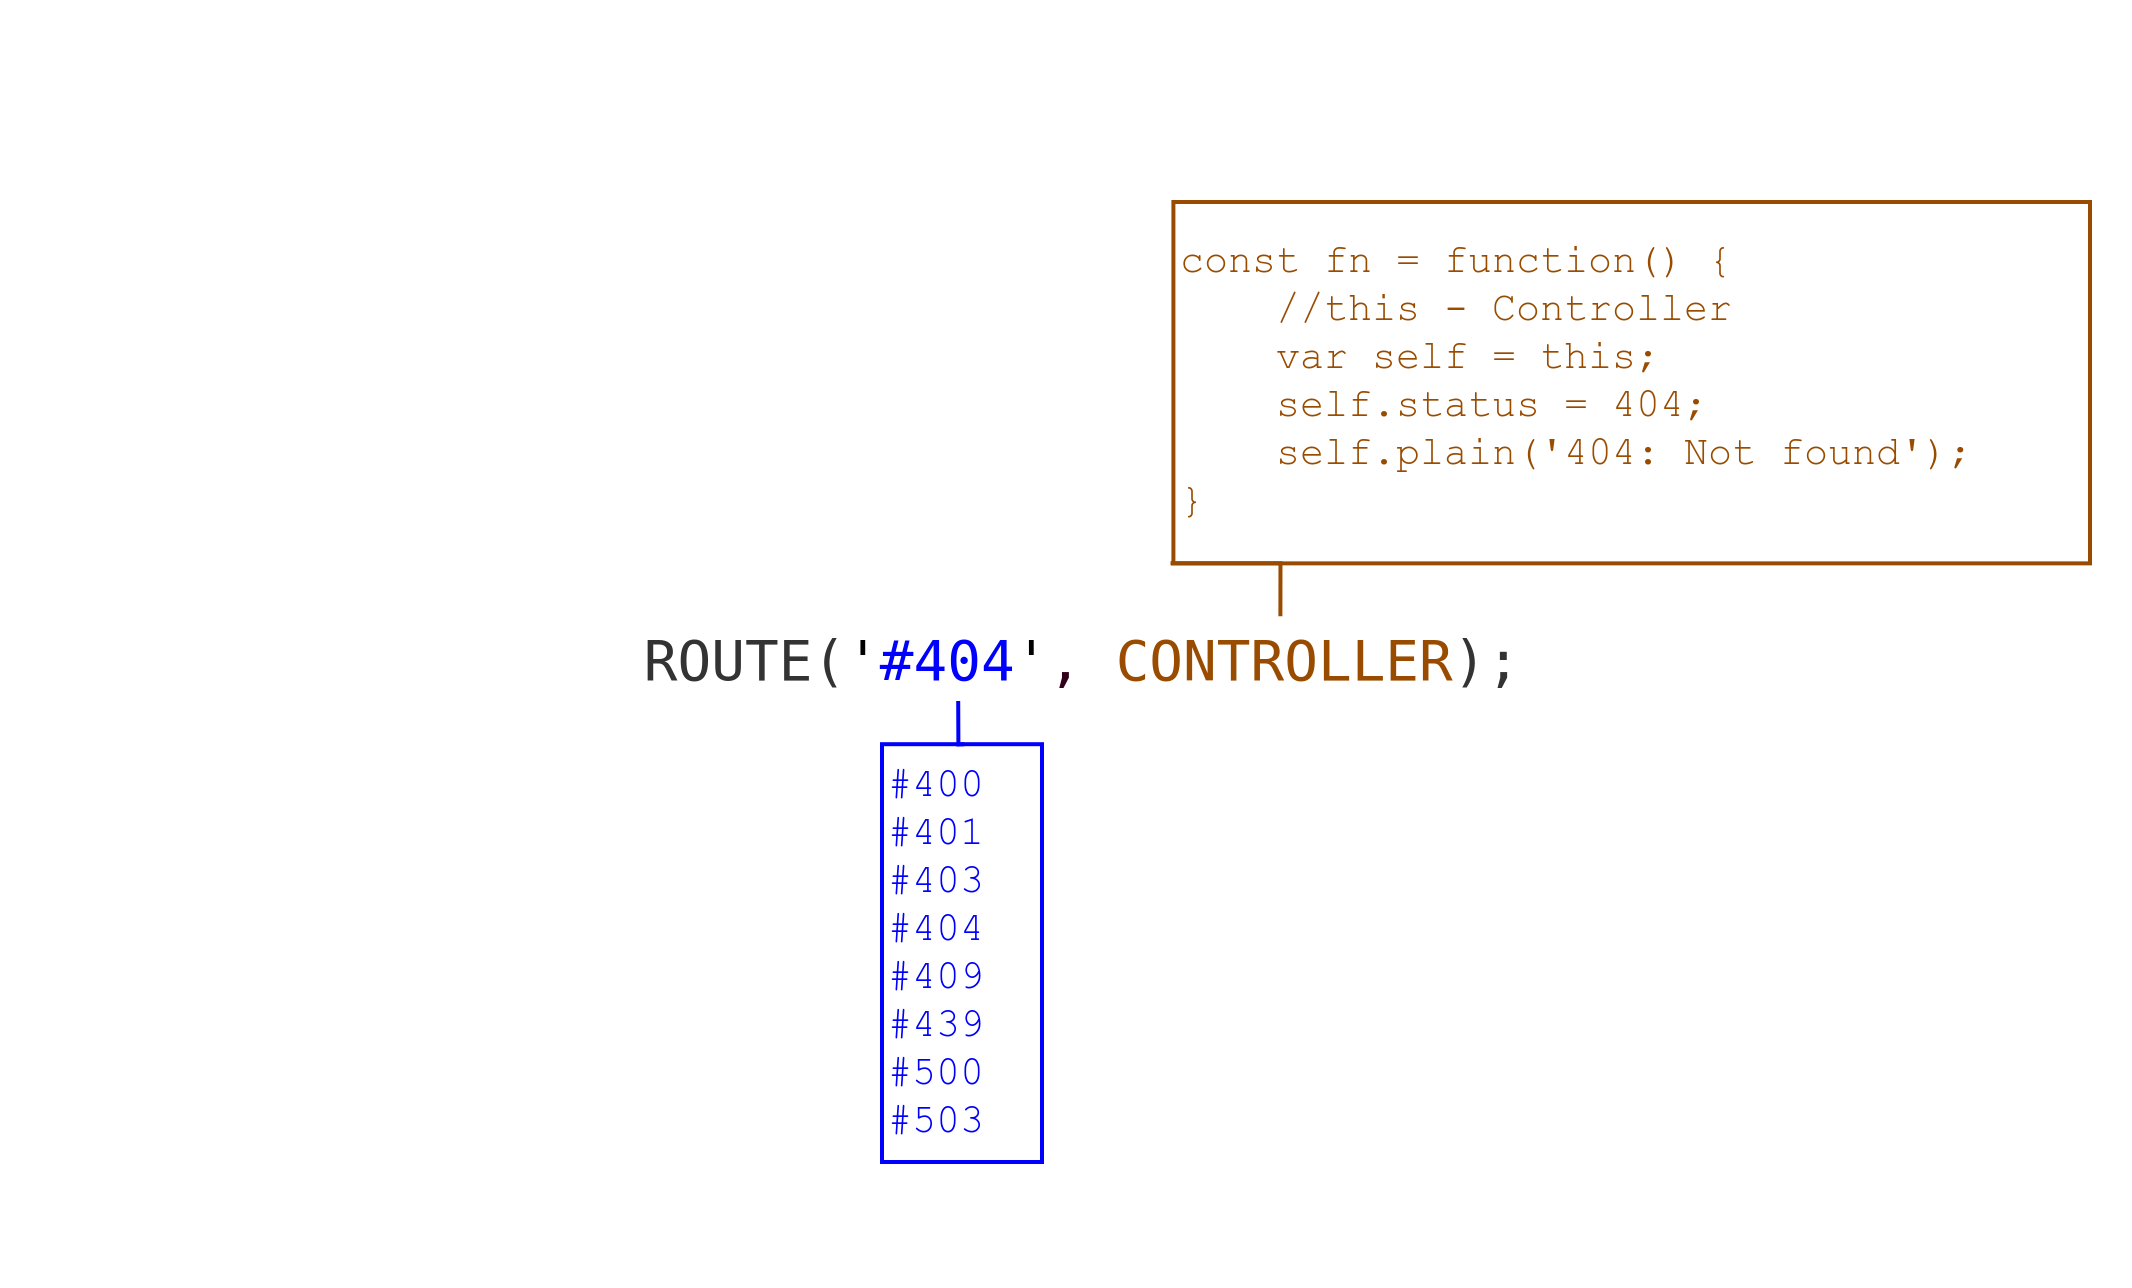 const fn = function() {
    //this - Controller
    var self = this;
    self.status = 404;
    self.plain('404: Not found');
}
ROUTE('#404', CONTROLLER);
#400
#401
#403
#404
#409
#439
#500
#503